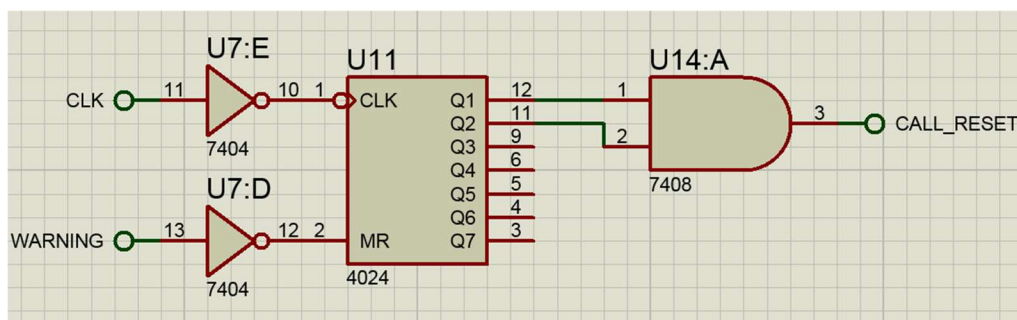 U7:E
U11
U14:A
CLK 11 10 1 CLK Q1 12 1
Q2 11 3 CALL_RESET
Q3 9 2
7404
Q4 6
U7:D
7408
Q5 5
Q6 4
WARNING 13 12 2 MR Q7 3
4024
7404